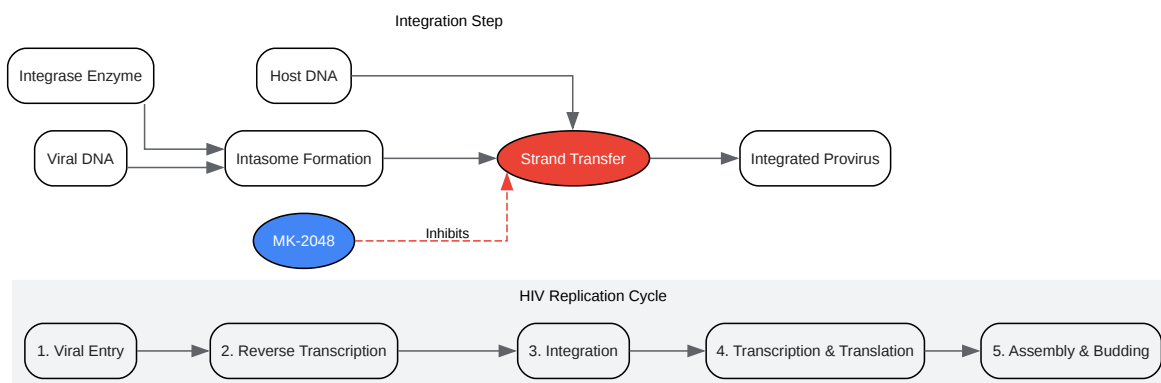 Integration Step
Integrase Enzyme
Host DNA
Viral DNA
Intasome Formation
Strand Transfer
Integrated Provirus
MK-2048
Inhibits
HIV Replication Cycle
1. Viral Entry
2. Reverse Transcription
3. Integration
4. Transcription & Translation
5. Assembly & Budding